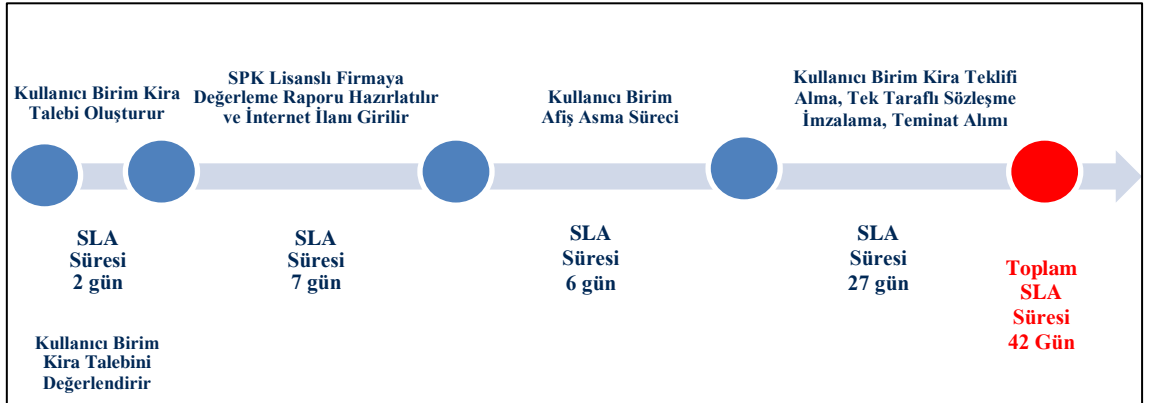 Kullanıcı Birim Kira
Talebi Oluşturur
SPK Lisanslı Firmaya
Değerleme Raporu Hazırlatılır
ve İnternet İlanı Girilir
Kullanıcı Birim
Afiş Asma Süreci
Kullanıcı Birim Kira Teklifi
Alma, Tek Taraflı Sözleşme
İmzalama, Teminat Alımı
SLA
Süresi
2 gün
SLA
Süresi
7 gün
SLA
Süresi
6 gün
SLA
Süresi
27 gün
Toplam
SLA
Süresi
42 Gün
Kullanıcı Birim
Kira Talebini
Değerlendirir